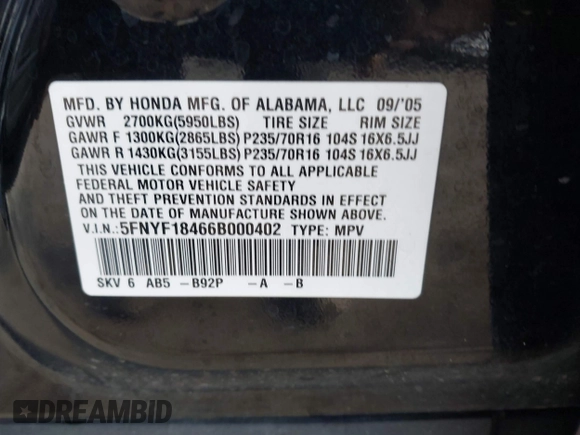 MFD. BY HONDA MFG. OF ALABAMA, LLC 09/'05
GVWR 2700KG(5950LBS) TIRE SIZE RIM SIZE
GAWR F 1300KG(2865LBS) P235/70R16 104S 16X6.5JJ
GAWR R 1430KG(3155LBS) P235/70R16 104S 16X6.5JJ
THIS VEHICLE CONFORMS TO ALL APPLICABLE
FEDERAL MOTOR VEHICLE SAFETY
AND THEFT PREVENTION STANDARDS IN EFFECT
ON THE DATE OF MANUFACTURE SHOWN ABOVE.
V.I.N.:5FNYF18466B000402 TYPE: MPV
SKV 6 AB5 -B92P -A -B
DREAMBID